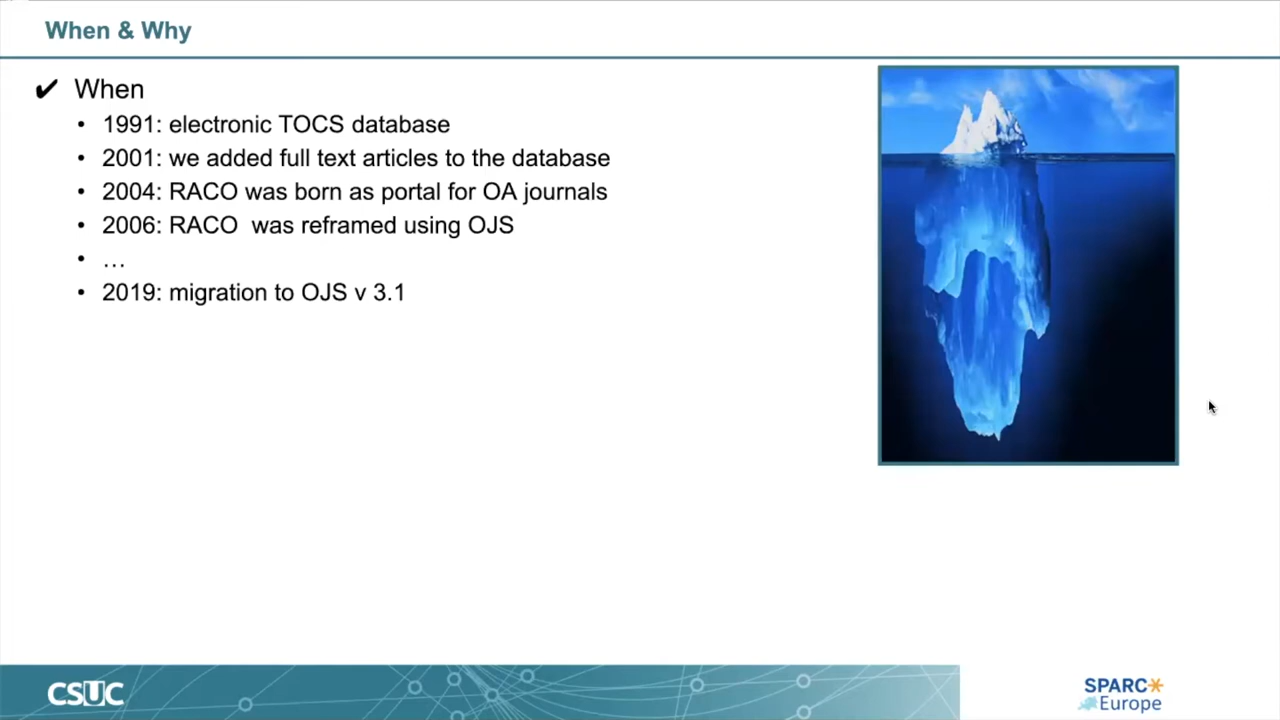 When & Why
✔ When
• 1991: electronic TOCS database
• 2001: we added full text articles to the database
• 2004: RACO was born as portal for OA journals
• 2006: RACO  was reframed using OJS
• …
• 2019: migration to OJS v 3.1
CSUC
SPARC*
Europe